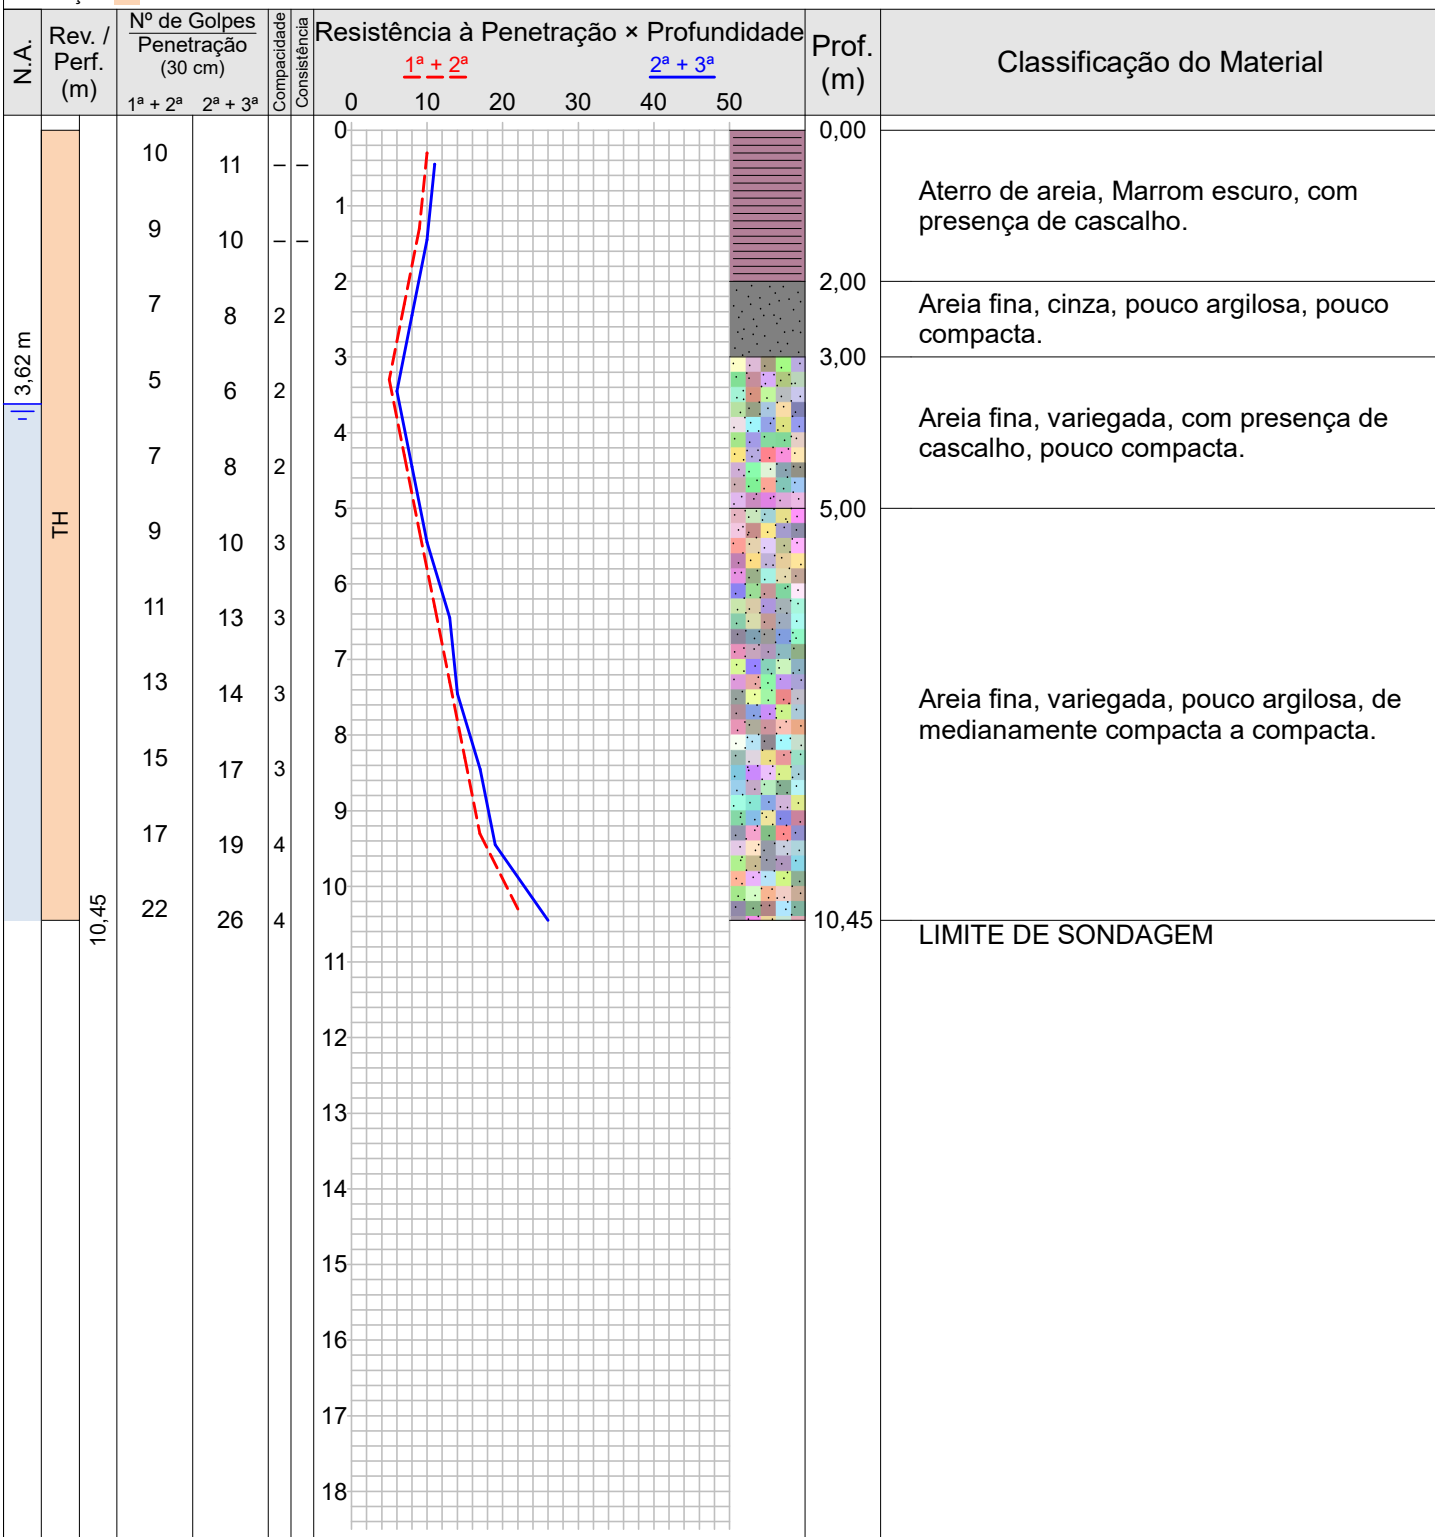 N.A.
Rev. /
Perf.
(m)
Nº de Golpes
Penetração
(30 cm)
1ª + 2ª 2ª + 3ª
Compacidade
Consistência
Resistência à Penetração × Profundidade
1ª + 2ª 2ª + 3ª
0 10 20 30 40 50
Prof.
(m)
Classificação do Material
0 0,00
10 11 – –
Aterro de areia, Marrom escuro, com
presença de cascalho.
1
9 10 – –
2 2,00
7 8 2
Areia fina, cinza, pouco argilosa, pouco
compacta.
3 3,00
3,62 m
5 6 2
Areia fina, variegada, com presença de
cascalho, pouco compacta.
4
7 8 2
5 5,00
TH
9 10 3
6
11 13 3
7
13 14 3
Areia fina, variegada, pouco argilosa, de
medianamente compacta a compacta.
8
15 17 3
9
17 19 4
10
22 26 4
10,45
10,45
LIMITE DE SONDAGEM
11
12
13
14
15
16
17
18